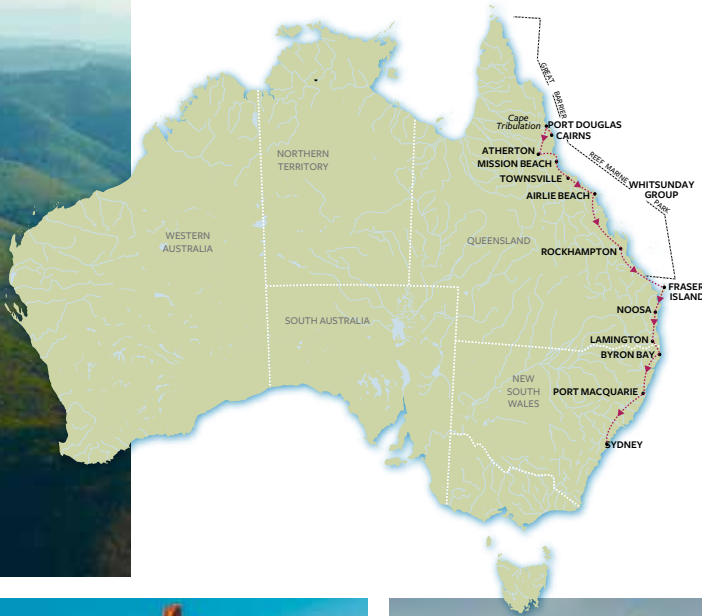 GREAT
BARRIER
REEF MARINE
PARK
Cape
Tribulation
PORT DOUGLAS
CAIRNS
ATHERTON
MISSION BEACH
TOWNSVILLE
WHITSUNDAY
GROUP
AIRLIE BEACH
NORTHERN
TERRITORY
WESTERN
AUSTRALIA
QUEENSLAND
ROCKHAMPTON
FRASER
ISLAND
SOUTH AUSTRALIA
NOOSA
LAMINGTON
BYRON BAY
NEW
SOUTH
WALES
PORT MACQUARIE
SYDNEY